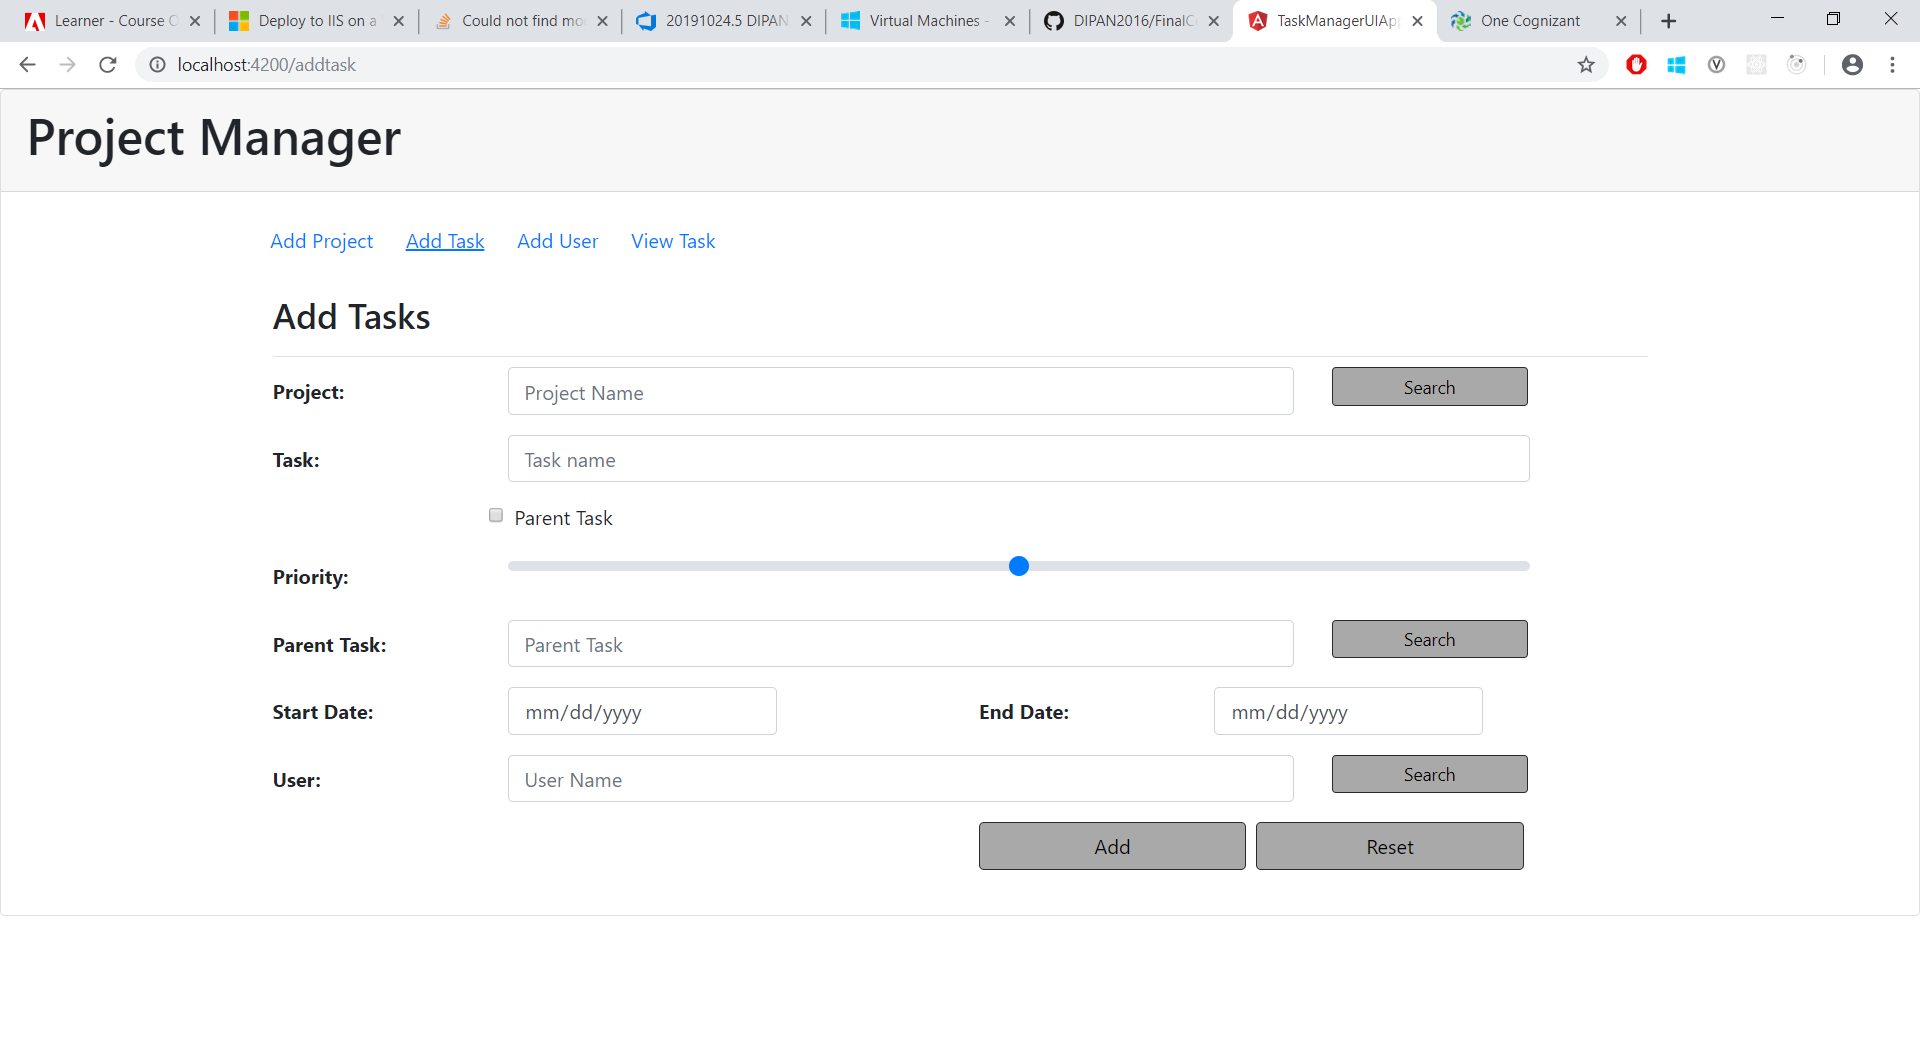 Learner - Course O
Deploy to IIS on a
Could not find mo
20191024.5 DIPAN
Virtual Machines -
DIPAN2016/FinalC
TaskManagerUIAp
One Cognizant
localhost:4200/addtask
Project Manager
Add Project Add Task Add User View Task
Add Tasks
Project: Project Name Search
Task: Task name
Parent Task
Priority:
Parent Task: Parent Task Search
Start Date: mm/dd/yyyy End Date: mm/dd/yyyy
User: User Name Search
Add Reset